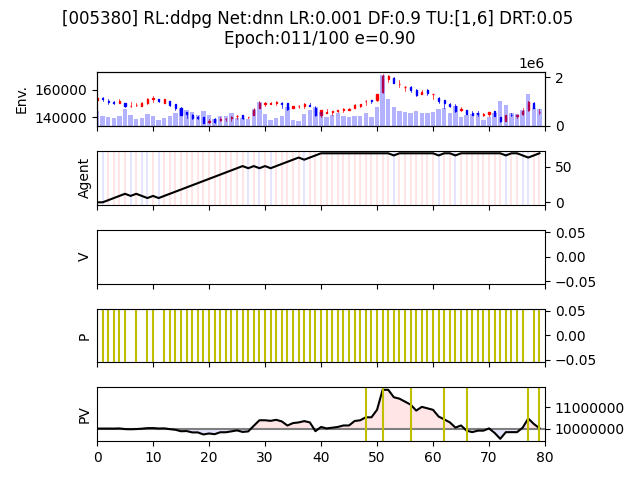 [005380] RL:ddpg Net:dnn LR:0.001 DF:0.9 TU:[1,6] DRT:0.05
Epoch:011/100 e=0.90
1e6
Env.
160000
140000
2
0
Agent
50
0
V
0.05
0.00
−0.05
P
0.05
0.00
−0.05
PV
11000000
10000000
0 10 20 30 40 50 60 70 80